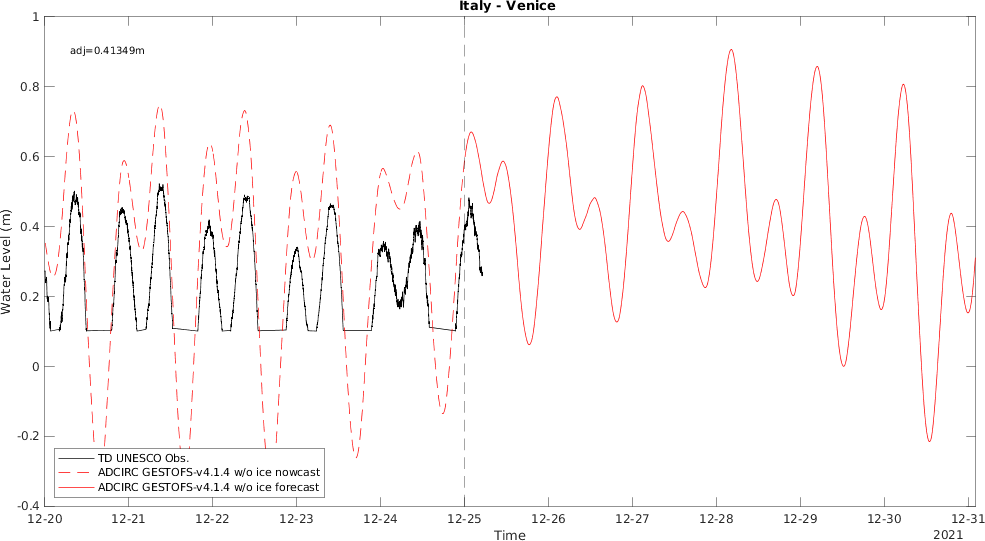 Italy - Venice
adj=0.41349m
Water Level (m)
1
0.8
0.6
0.4
0.2
0
-0.2
-0.4
TD UNESCO Obs.
ADCIRC GESTOFS-v4.1.4 w/o ice nowcast
ADCIRC GESTOFS-v4.1.4 w/o ice forecast
12-20 12-21 12-22 12-23 12-24 12-25 12-26 12-27 12-28 12-29 12-30 12-31
Time
2021